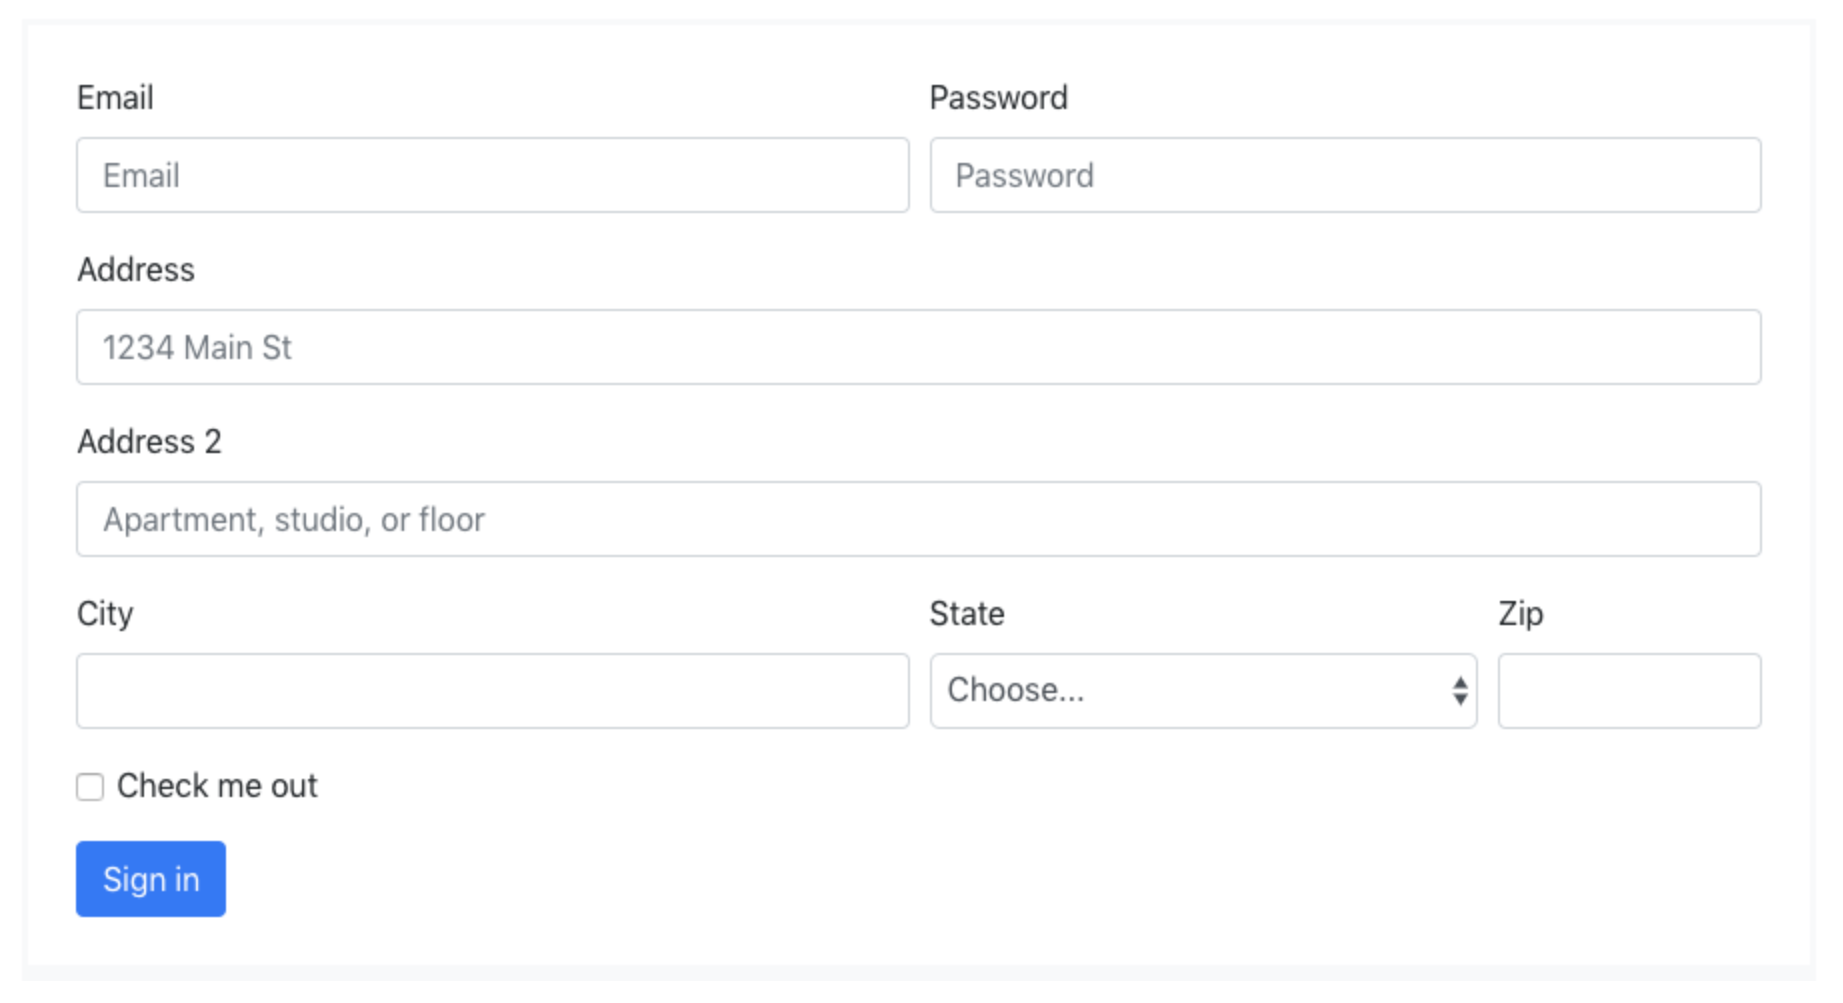 Email Password
Email Password
Address
1234 Main St
Address 2
Apartment, studio, or floor
City State Zip
Choose...
Check me out
Sign in